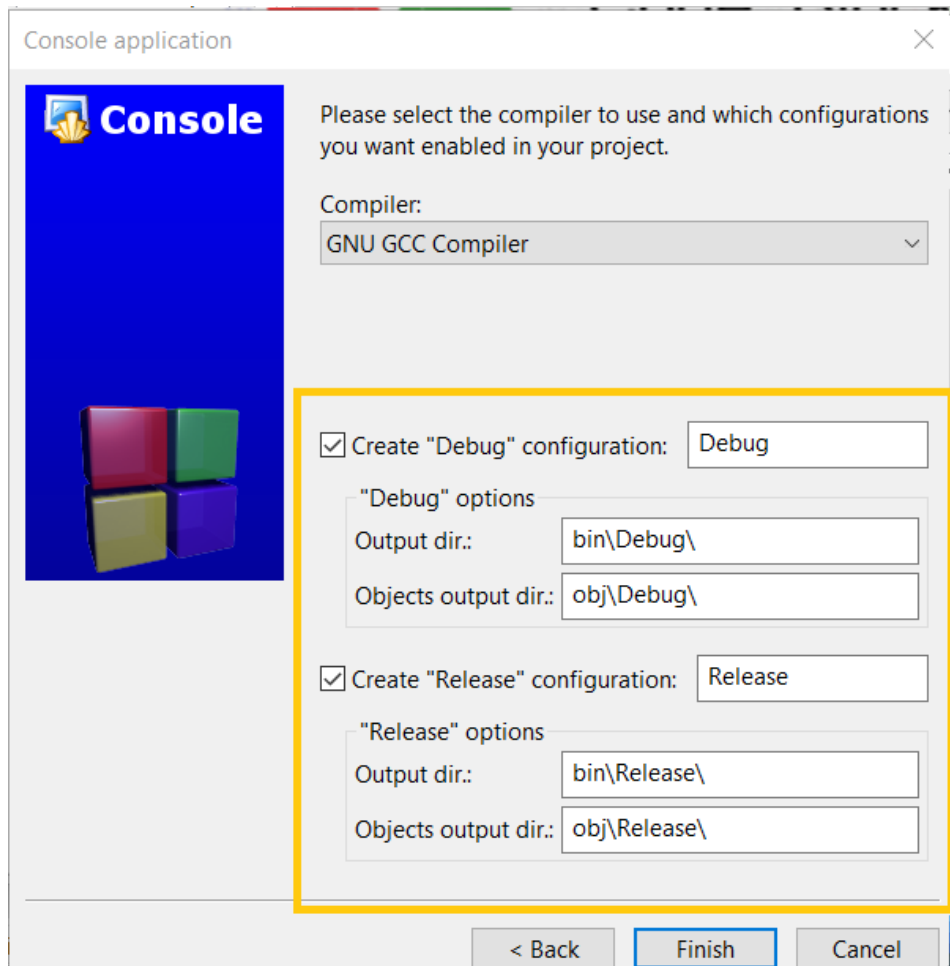 Console application
Console
Please select the compiler to use and which configurations
you want enabled in your project.
Compiler:
GNU GCC Compiler
Create "Debug" configuration: Debug
"Debug" options
Output dir.: bin\Debug\
Objects output dir.: obj\Debug\
Create "Release" configuration: Release
"Release" options
Output dir.: bin\Release\
Objects output dir.: obj\Release\
< Back Finish Cancel